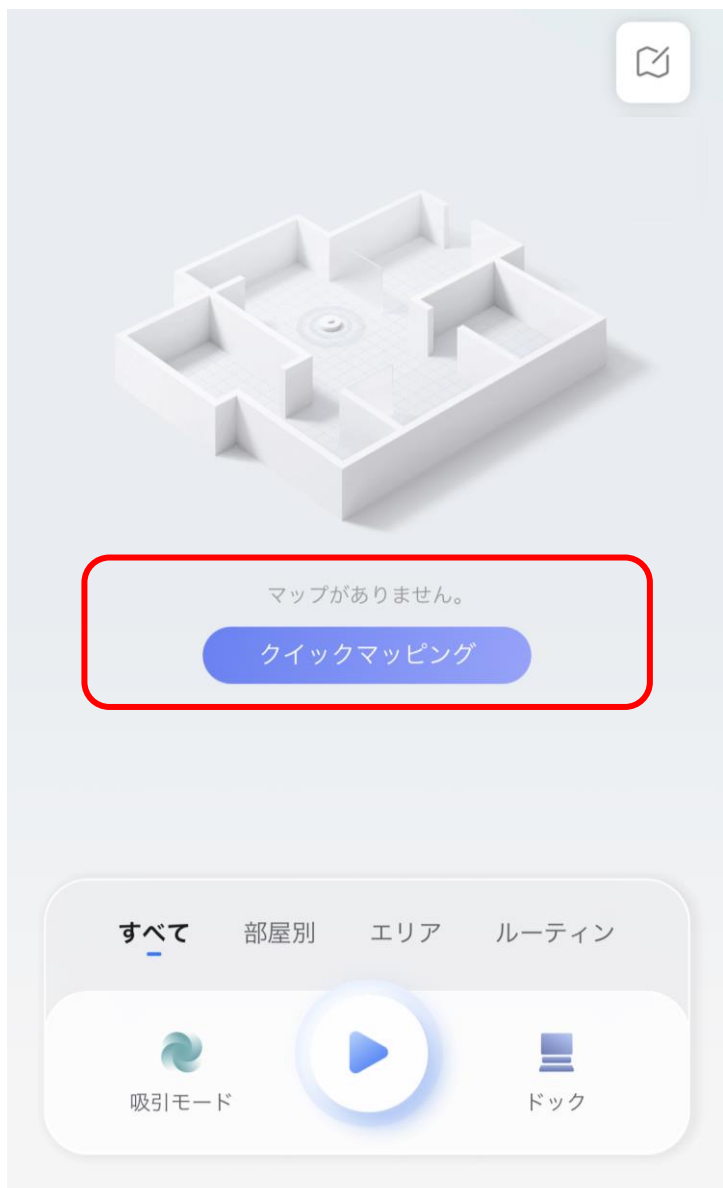 マップがありません。
クイックマッピング
すべて 部屋別 エリア ルーティン
吸引モード ドック